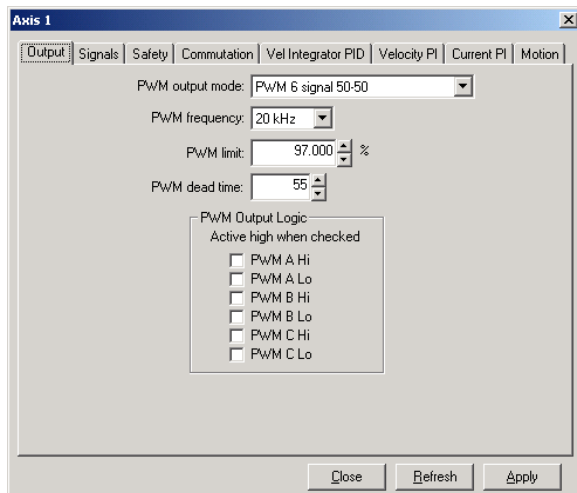 Axis 1
Output Signals Safety Commutation Vel Integrator PID Velocity PI Current PI Motion
PWM output mode: PWM 6 signal 50-50
PWM frequency: 20 kHz
PWM limit: 97.000 %
PWM dead time: 55
PWM Output Logic
Active high when checked
PWM A Hi
PWM A Lo
PWM B Hi
PWM B Lo
PWM C Hi
PWM C Lo
Close Refresh Apply